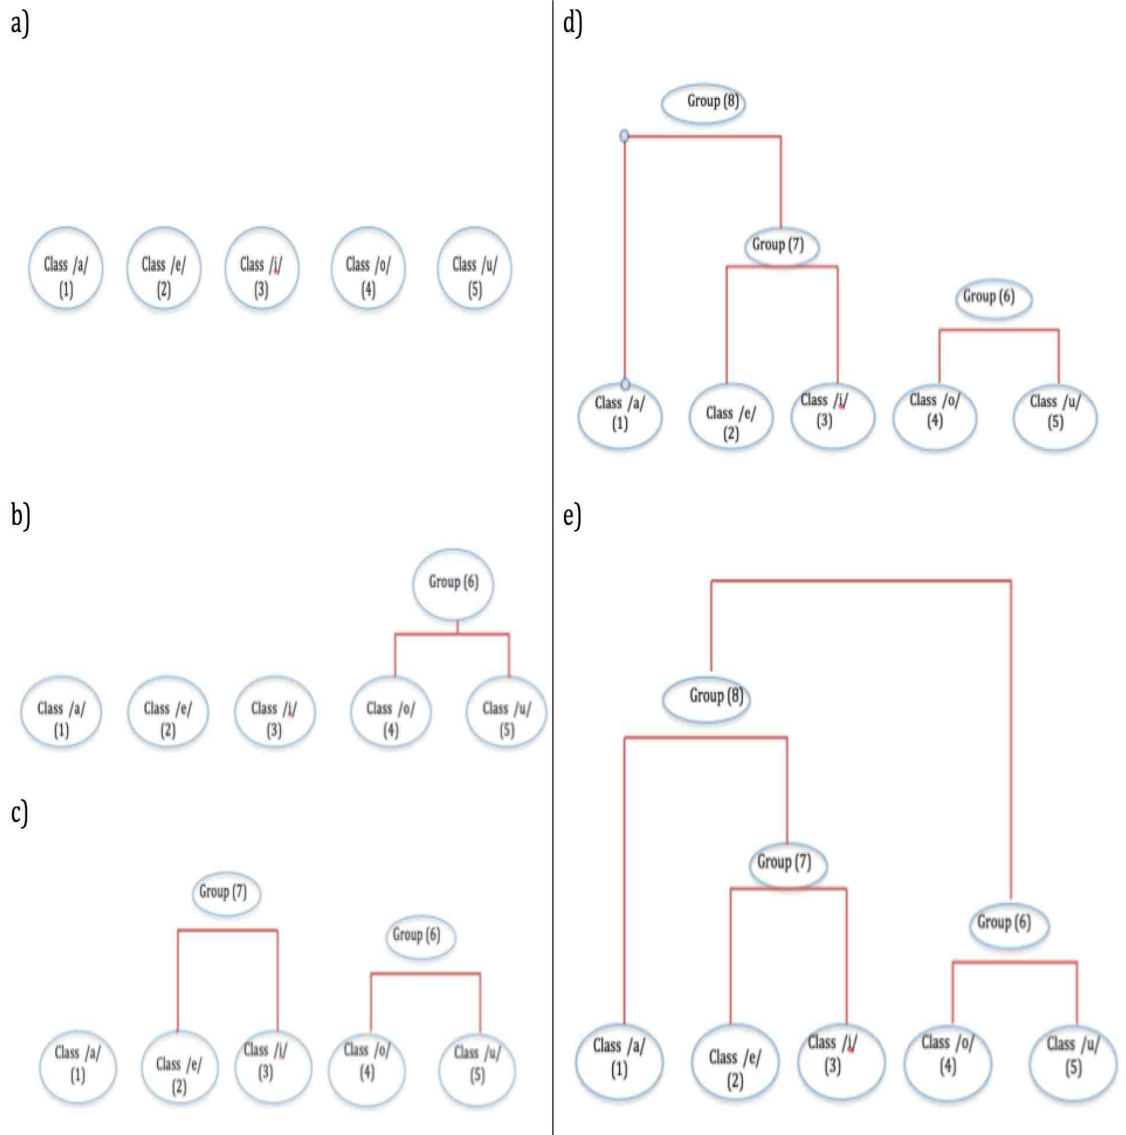 a)
Class /a/
(1)
Class /e/
(2)
Class /i/
(3)
Class /o/
(4)
Class /u/
(5)
b)
Group (6)
Class /a/
(1)
Class /e/
(2)
Class /i/
(3)
Class /o/
(4)
Class /u/
(5)
c)
Group (7)
Group (6)
Class /a/
(1)
Class /e/
(2)
Class /i/
(3)
Class /o/
(4)
Class /u/
(5)
d)
Group (8)
Group (7)
Group (6)
Class /a/
(1)
Class /e/
(2)
Class /i/
(3)
Class /o/
(4)
Class /u/
(5)
e)
Group (8)
Group (7)
Group (6)
Class /a/
(1)
Class /e/
(2)
Class /i/
(3)
Class /o/
(4)
Class /u/
(5)